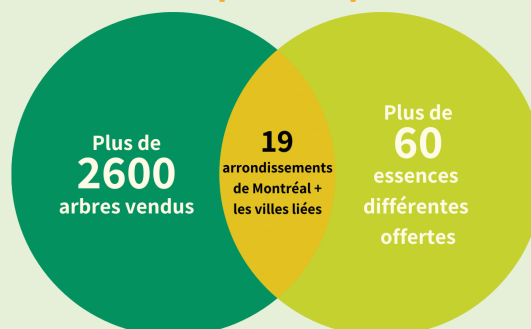 Plus de
2600
arbres vendus
19
arrondissements
de Montréal +
les villes liées
Plus de
60
essences
différentes
offertes